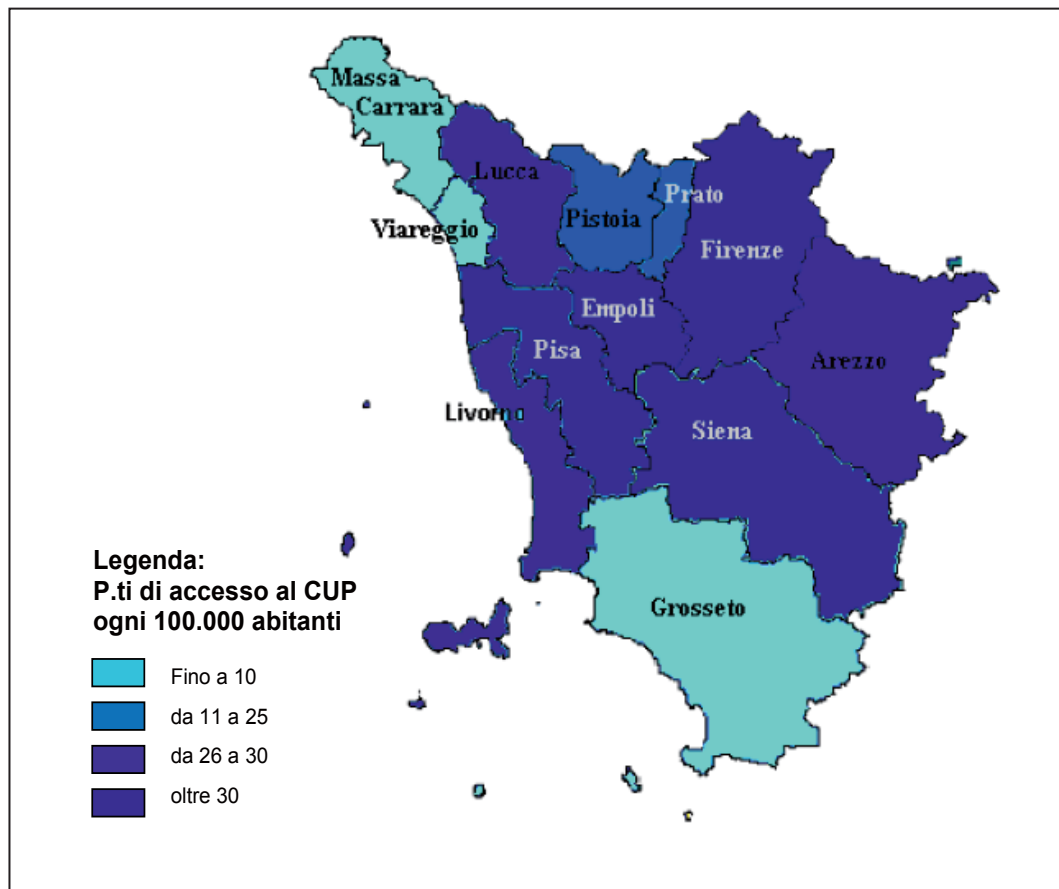 Massa
Carrara
Lucca
Prato
Pistoia
Viareggio
Firenze
Empoli
Pisa
Arezzo
Livorno
Siena
Legenda:
P.ti di accesso al CUP
ogni 100.000 abitanti
Grosseto
Fino a 10
da 11 a 25
da 26 a 30
oltre 30